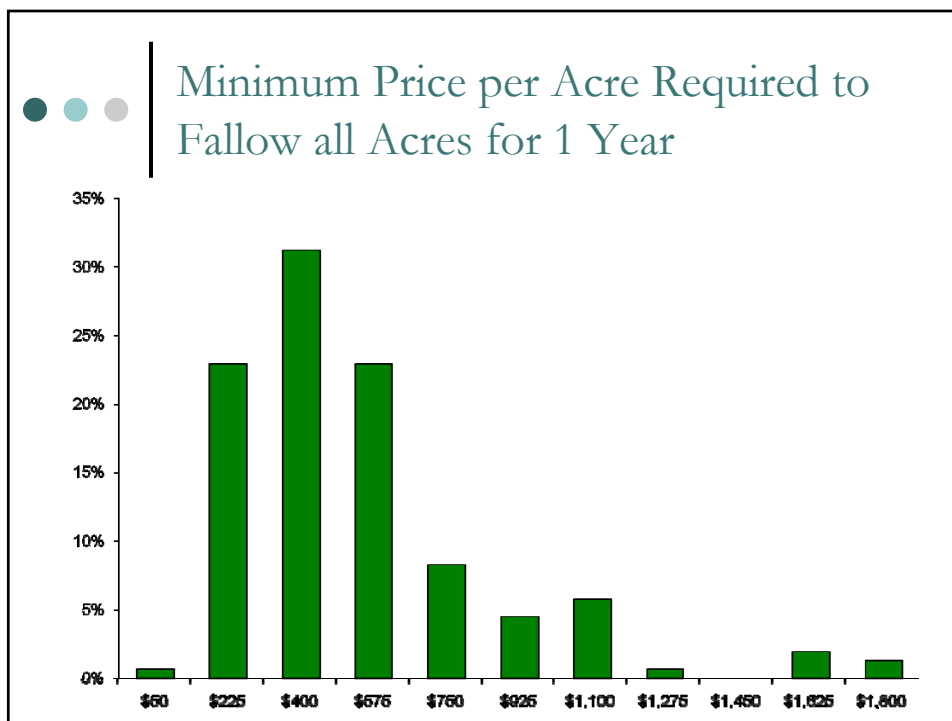 Minimum Price per Acre Required to
Fallow all Acres for 1 Year
35%
30%
25%
20%
15%
10%
5%
0%
$50 $225 $400 $575 $750 $925 $1,100 $1,275 $1,450 $1,625 $1,800